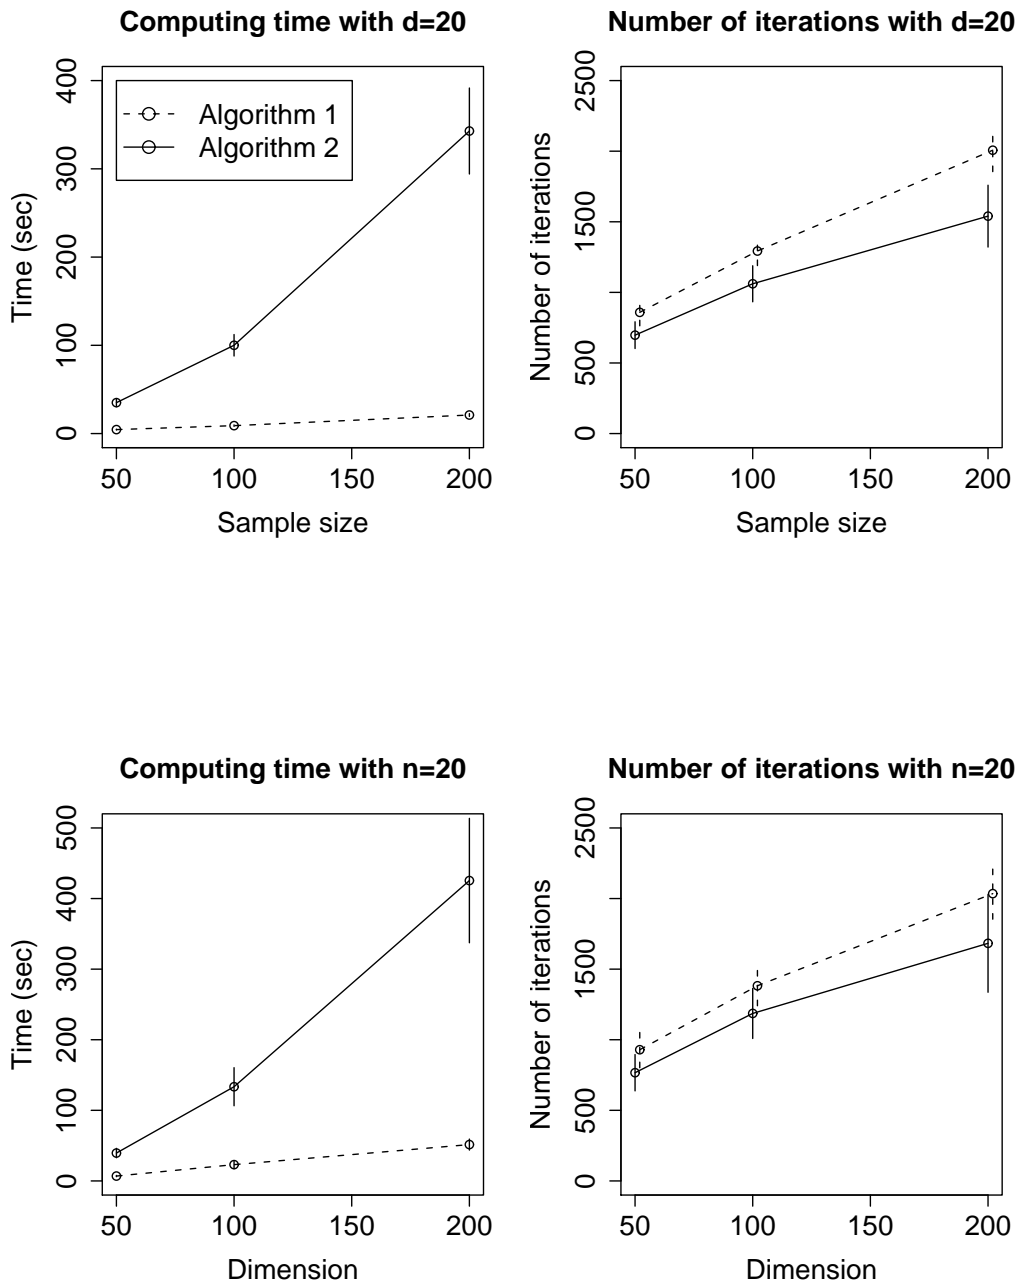 Computing time with d=20
400
300
200
100
0
Time (sec)
Algorithm 1
Algorithm 2
50 100 150 200
Sample size
Number of iterations with d=20
2500
1500
500
Number of iterations
50 100 150 200
Sample size
Computing time with n=20
500
400
300
200
100
0
Time (sec)
50 100 150 200
Dimension
Number of iterations with n=20
2500
1500
500
0
Number of iterations
50 100 150 200
Dimension